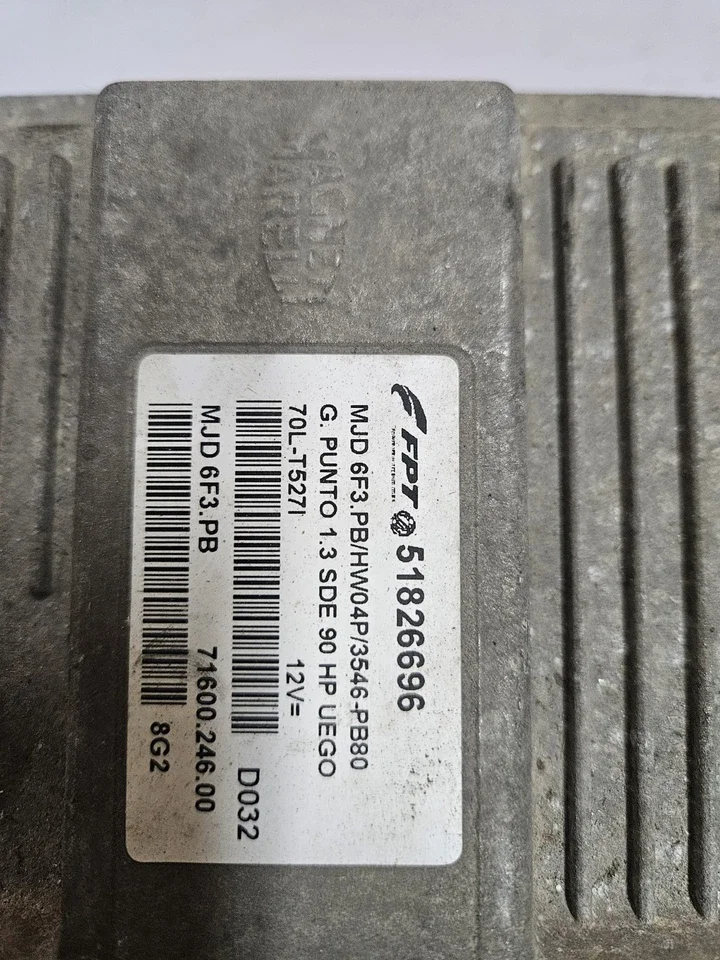 MAGNETI
MARELLI
FPT 51826696
MJD 6F3.PB/HW04P/3546-PB80
G. PUNTO 1.3 SDE 90 HP UEGO
70L-T527I 12V=
D032
MJD 6F3.PB 71600.246.00
8G2